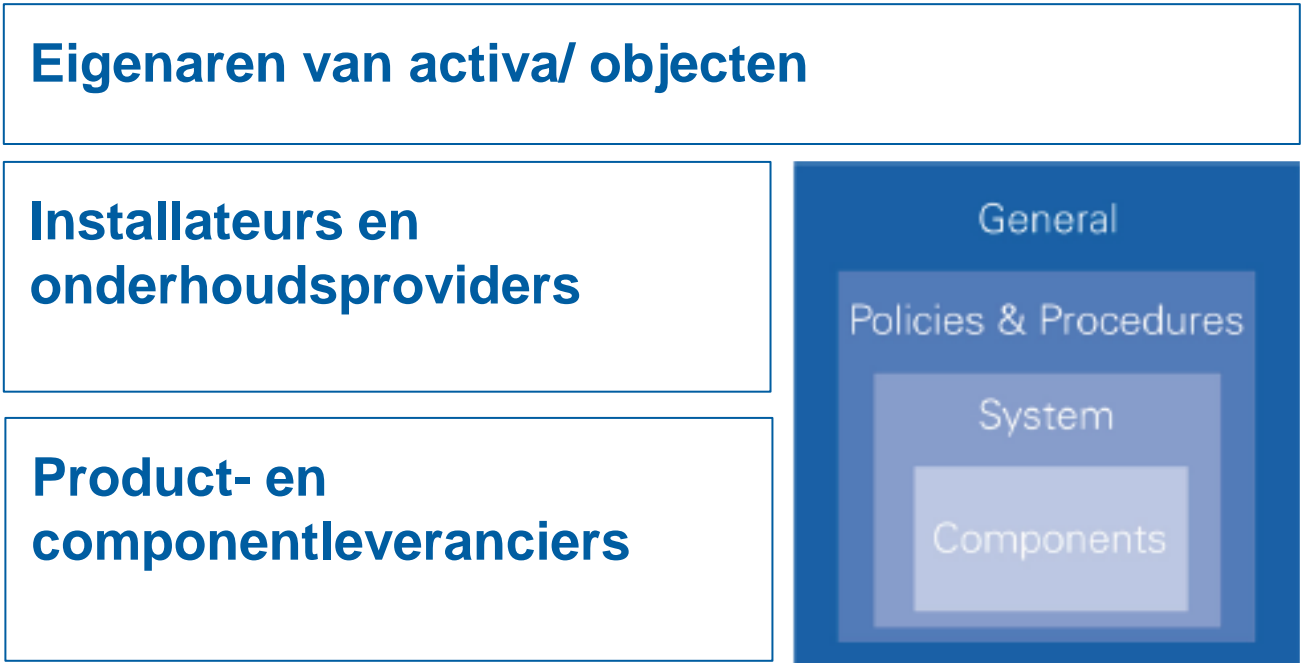 Eigenaren van activa/ objecten
Installateurs en
onderhoudsproviders
Product- en
componentleveranciers
General
Policies & Procedures
System
Components